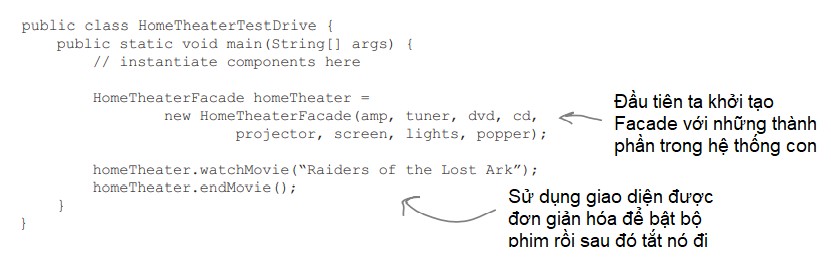 public class HomeTheaterTestDrive {
public static void main(String[] args) {
// instantiate components here
HomeTheaterFacade homeTheater =
new HomeTheaterFacade(amp, tuner, dvd, cd,
projector, screen, lights, popper);
Đầu tiên ta khởi tạo
Facade với những thành
phần trong hệ thống con
homeTheater.watchMovie(“Raiders of the Lost Ark”);
homeTheater.endMovie();
}
}
Sử dụng giao diện được
đơn giản hóa để bật bộ
phim rồi sau đó tắt nó đi